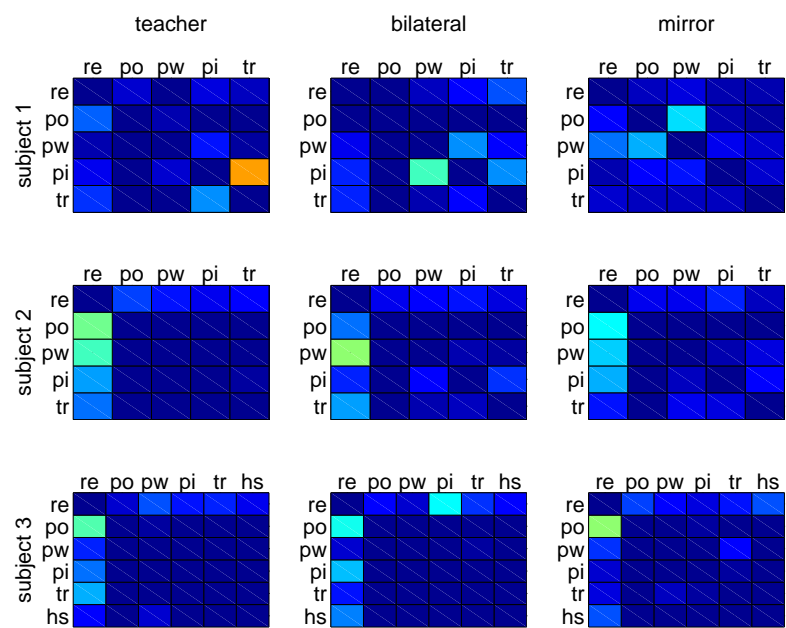 teacher bilateral mirror
re po pw pi tr re po pw pi tr re po pw pi tr
subject 1
re re re
po po po
pw pw pw
pi pi pi
tr tr tr
re po pw pi tr re po pw pi tr re po pw pi tr
subject 2
re re re
po po po
pw pw pw
pi pi pi
tr tr tr
re po pw pi tr hs re po pw pi tr hs re po pw pi tr hs
subject 3
re re re
po po po
pw pw pw
pi pi pi
tr tr tr
hs hs hs